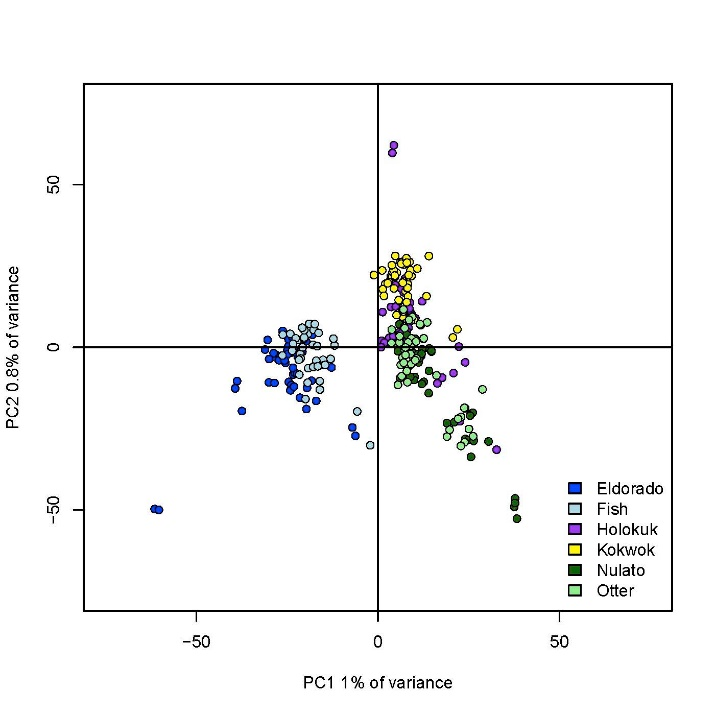 50
0
−50
PC2 0.8% of variance
Eldorado
Fish
Holokuk
Kokwok
Nulato
Otter
−50 0 50
PC1 1% of variance